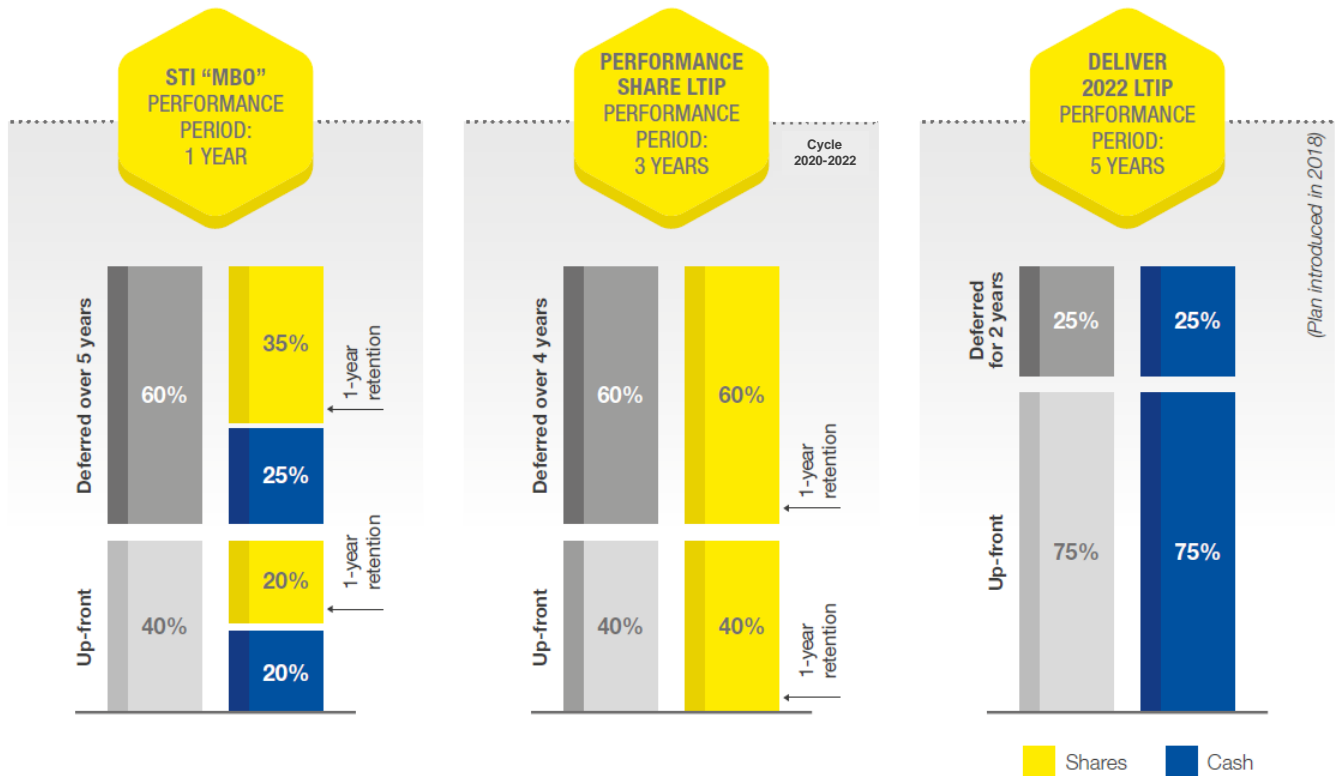 STI “MBO”
PERFORMANCE
PERIOD:
1 YEAR
Deferred over 5 years
60%
35%
1-year
retention
25%
Up-front
40%
20%
1-year
retention
20%
PERFORMANCE
SHARE LTIP
PERFORMANCE
PERIOD:
3 YEARS
Cycle
2020-2022
Deferred over 4 years
60%
60%
1-year
retention
Up-front
40%
40%
1-year
retention
DELIVER
2022 LTIP
PERFORMANCE
PERIOD:
5 YEARS
(Plan introduced in 2018)
Deferred
for 2 years
25%
25%
Up-front
75%
75%
Shares
Cash